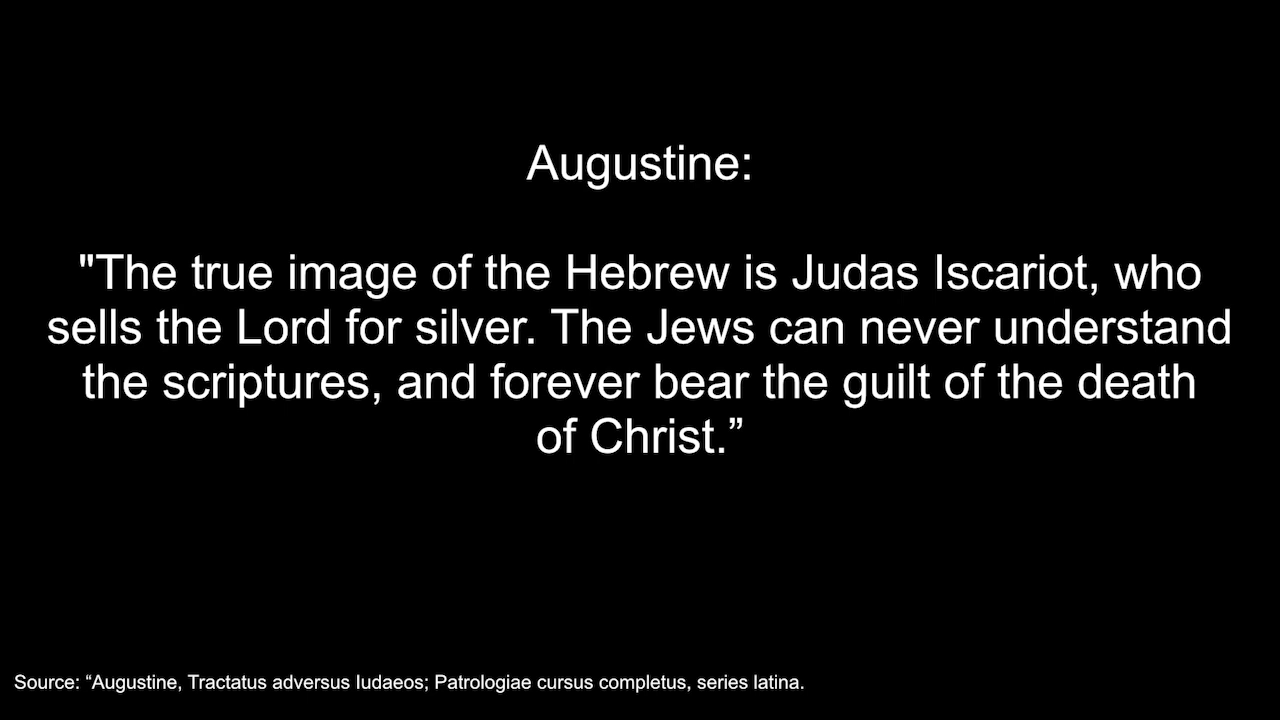 Augustine:
"The true image of the Hebrew is Judas Iscariot, who
sells the Lord for silver. The Jews can never understand
the scriptures, and forever bear the guilt of the death
of Christ.”
Source: “Augustine, Tractatus adversus Iudaeos; Patrologiae cursus completus, series latina.